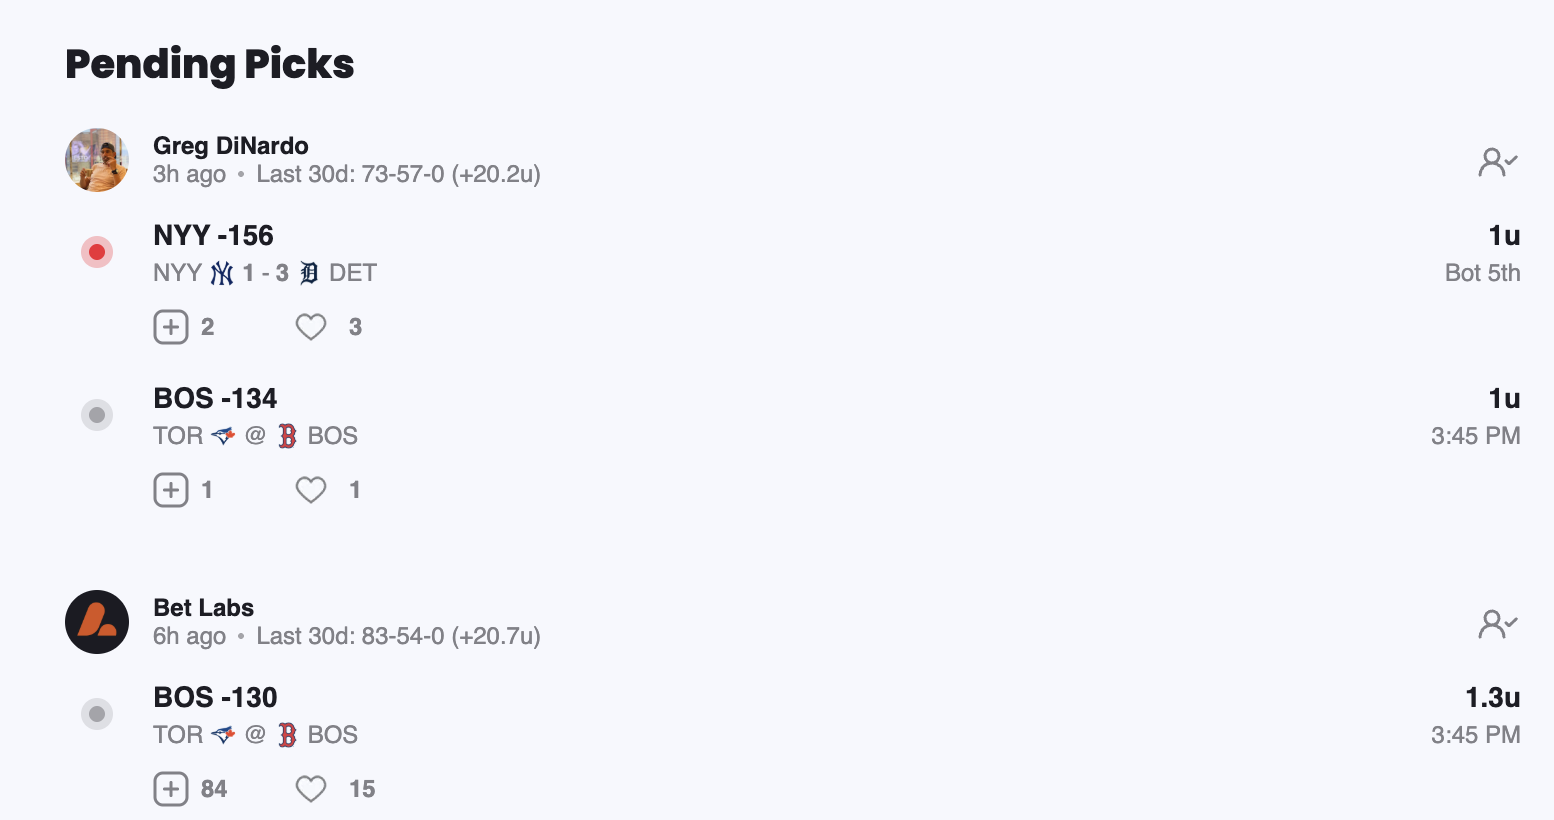 Pending Picks
Greg DiNardo
3h ago • Last 30d: 73-57-0 (+20.2u)
NYY -156 1u
NYY 1 - 3 DET Bot 5th
2 3
BOS -134 1u
TOR @ B BOS 3:45 PM
1 1
Bet Labs
6h ago • Last 30d: 83-54-0 (+20.7u)
BOS -130 1.3u
TOR @ B BOS 3:45 PM
84 15